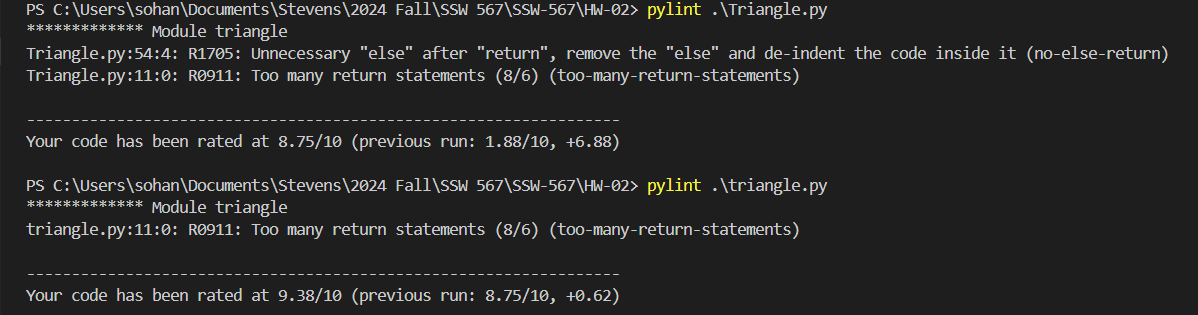 PS C:\Users\sohan\Documents\Stevens\2024 Fall\SSW 567\SSW-567\HW-02> pylint .\Triangle.py
************* Module triangle
Triangle.py:54:4: R1705: Unnecessary "else" after "return", remove the "else" and de-indent the code inside it (no-else-return)
Triangle.py:11:0: R0911: Too many return statements (8/6) (too-many-return-statements)
------------------------------------------------------------------
Your code has been rated at 8.75/10 (previous run: 1.88/10, +6.88)
PS C:\Users\sohan\Documents\Stevens\2024 Fall\SSW 567\SSW-567\HW-02> pylint .\triangle.py
************* Module triangle
triangle.py:11:0: R0911: Too many return statements (8/6) (too-many-return-statements)
------------------------------------------------------------------
Your code has been rated at 9.38/10 (previous run: 8.75/10, +0.62)